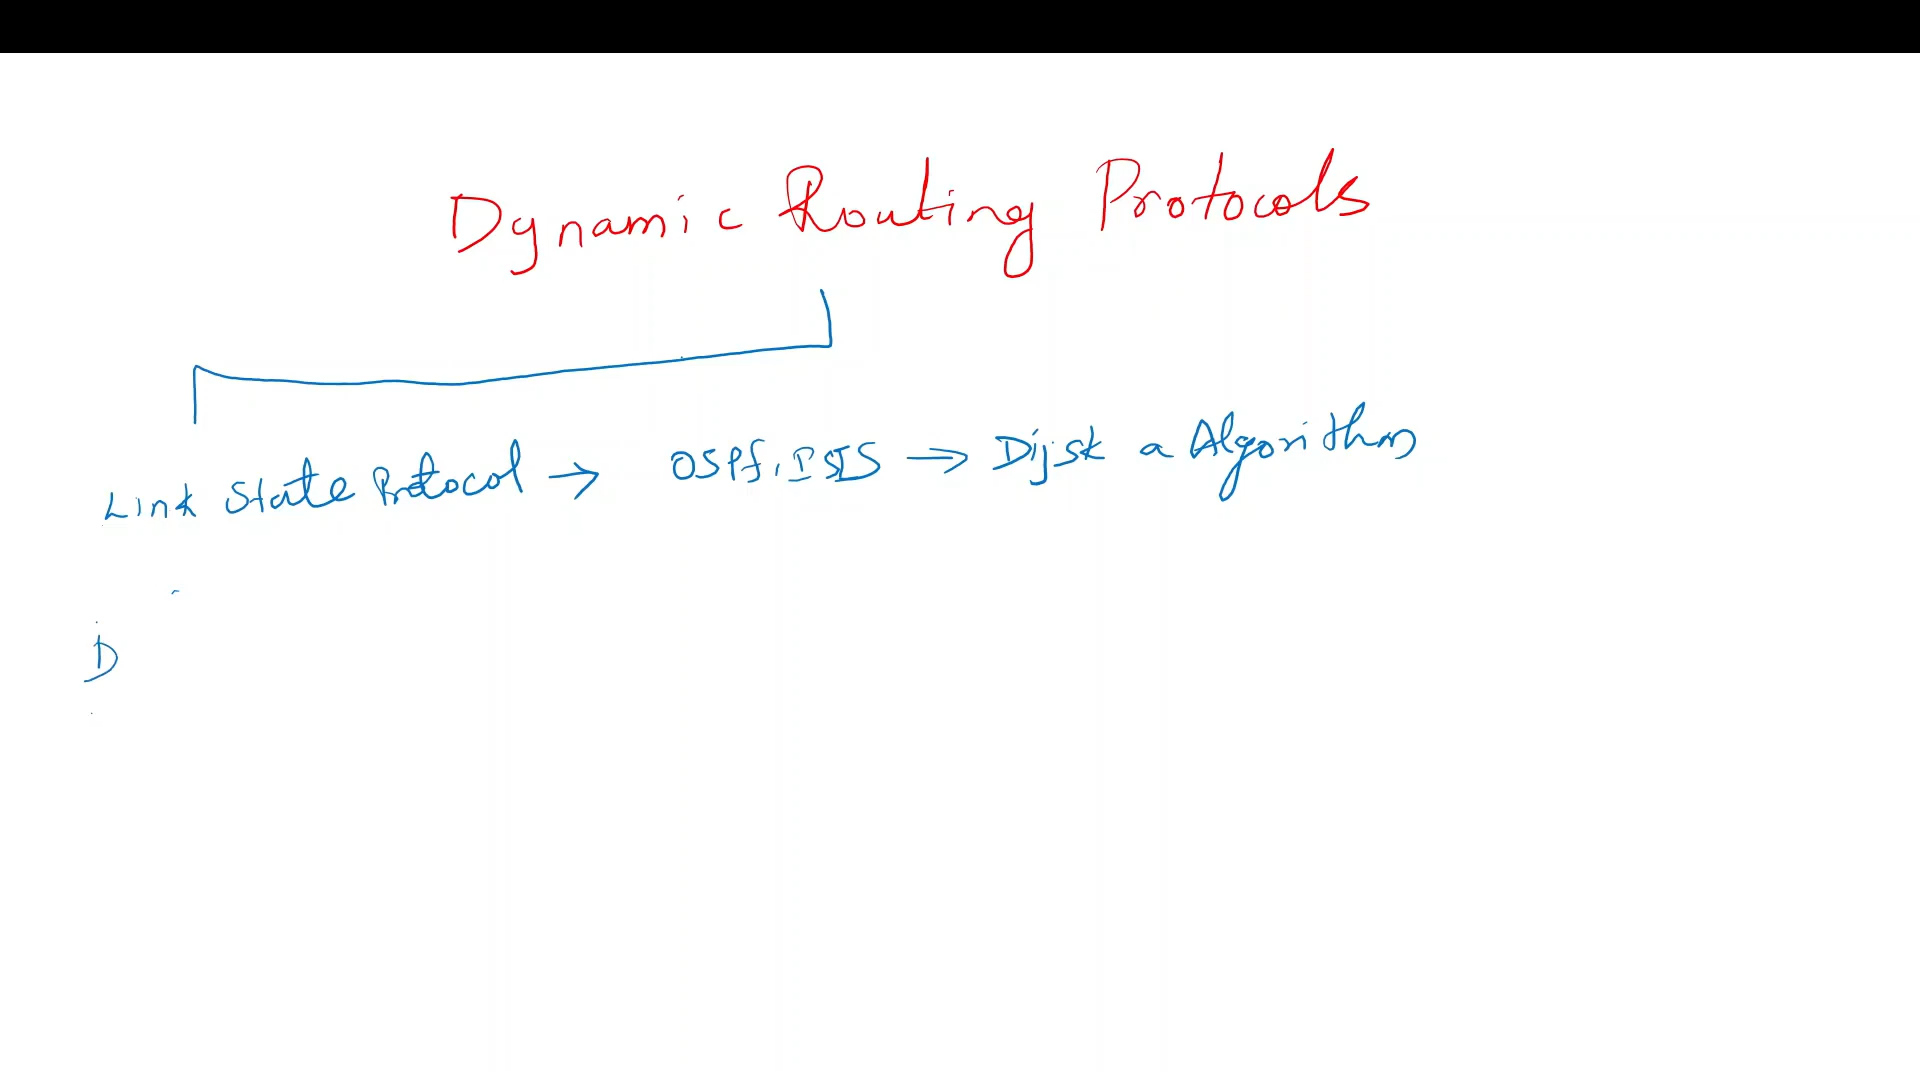 Dynamic Routing Protocols
Link State Protocol → OSPf, ISIS → Dijsk a Algorithm
D